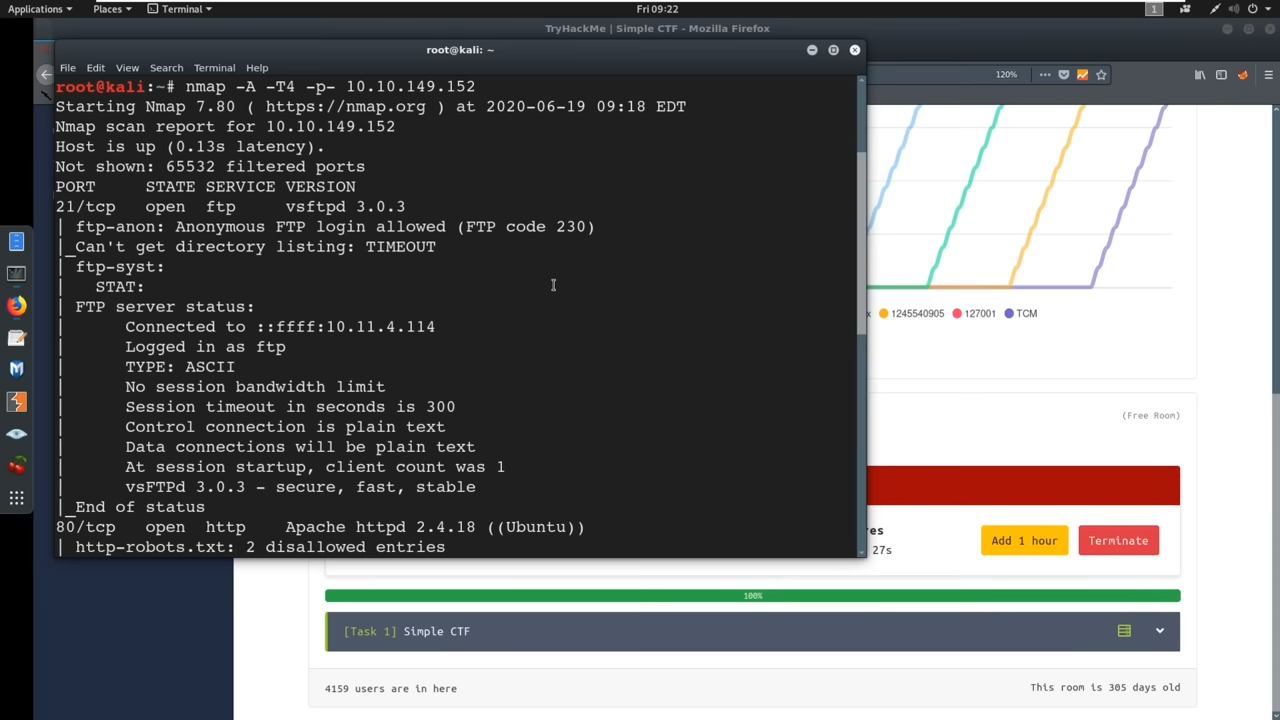 Applications
Places
Terminal
Fri 09:22
1
TryHackMe | Simple CTF - Mozilla Firefox
root@kali: ~
File Edit View Search Terminal Help
120%
root@kali:~# nmap -A -T4 -p- 10.10.149.152
Starting Nmap 7.80 ( https://nmap.org ) at 2020-06-19 09:18 EDT
Nmap scan report for 10.10.149.152
Host is up (0.13s latency).
Not shown: 65532 filtered ports
PORT     STATE SERVICE VERSION
21/tcp   open  ftp     vsftpd 3.0.3
| ftp-anon: Anonymous FTP login allowed (FTP code 230)
|_Can't get directory listing: TIMEOUT
| ftp-syst:
|   STAT:
| FTP server status:
|      Connected to ::ffff:10.11.4.114
|      Logged in as ftp
|      TYPE: ASCII
|      No session bandwidth limit
|      Session timeout in seconds is 300
|      Control connection is plain text
|      Data connections will be plain text
|      At session startup, client count was 1
|      vsFTPd 3.0.3 - secure, fast, stable
|_End of status
80/tcp   open  http    Apache httpd 2.4.18 ((Ubuntu))
| http-robots.txt: 2 disallowed entries
x 1245540905 127001 TCM
(Free Room)
res
27s
Add 1 hour
Terminate
100%
[Task 1] Simple CTF
4159 users are in here
This room is 305 days old